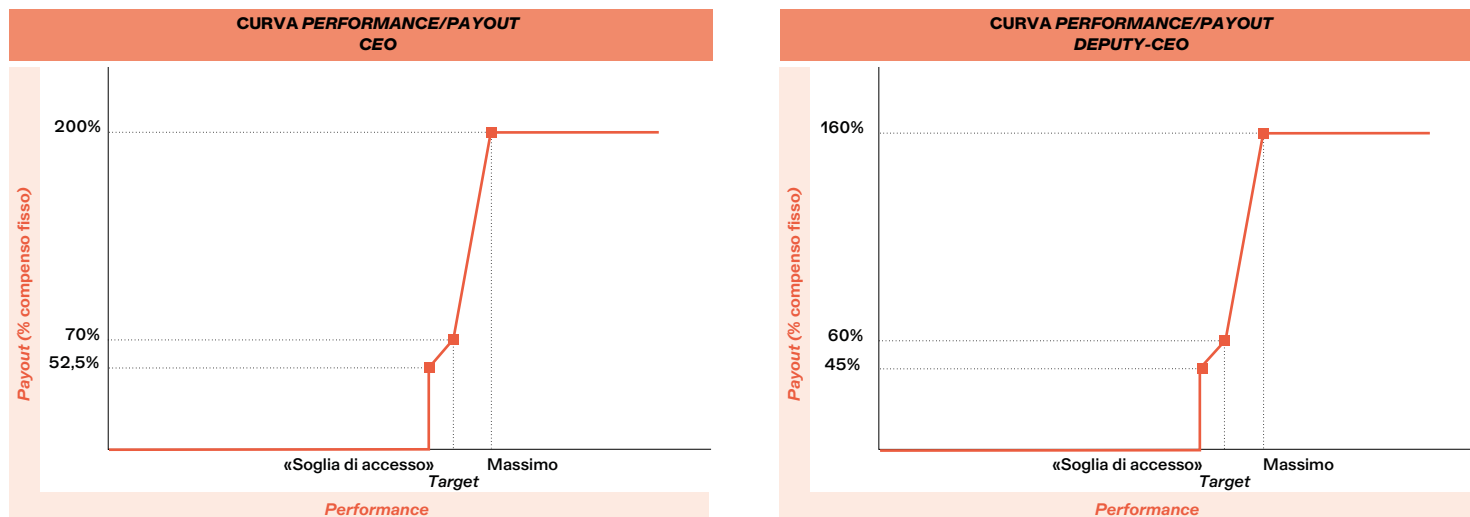 CURVA PERFORMANCE/PAYOUT
CEO
Payout (% compenso fisso)
200%
70%
52,5%
«Soglia di accesso»
Massimo
Target
Performance
CURVA PERFORMANCE/PAYOUT
DEPUTY-CEO
Payout (% compenso fisso)
160%
60%
45%
«Soglia di accesso»
Massimo
Target
Performance